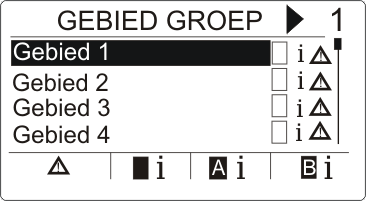 GEBIED GROEP ▶ 1
Gebied 1 i
Gebied 2 i
Gebied 3 i
Gebied 4 i
i A i B i